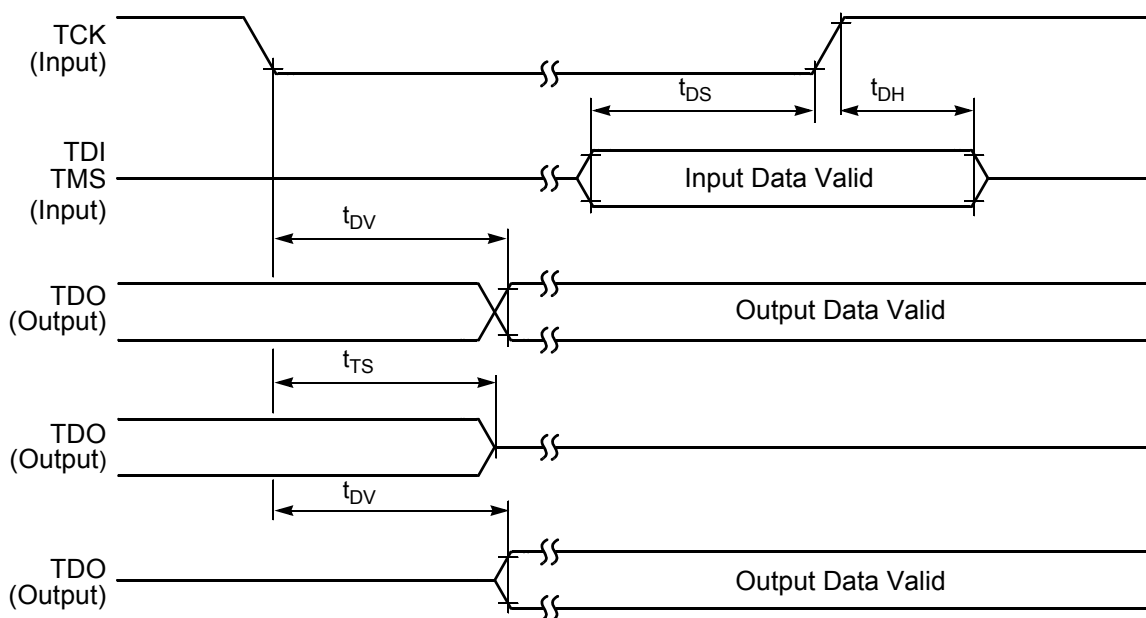 TCK
(Input)
tDS
tDH
TDI
TMS
(Input)
Input Data Valid
tDV
TDO
(Output)
Output Data Valid
tTS
TDO
(Output)
tDV
TDO
(Output)
Output Data Valid